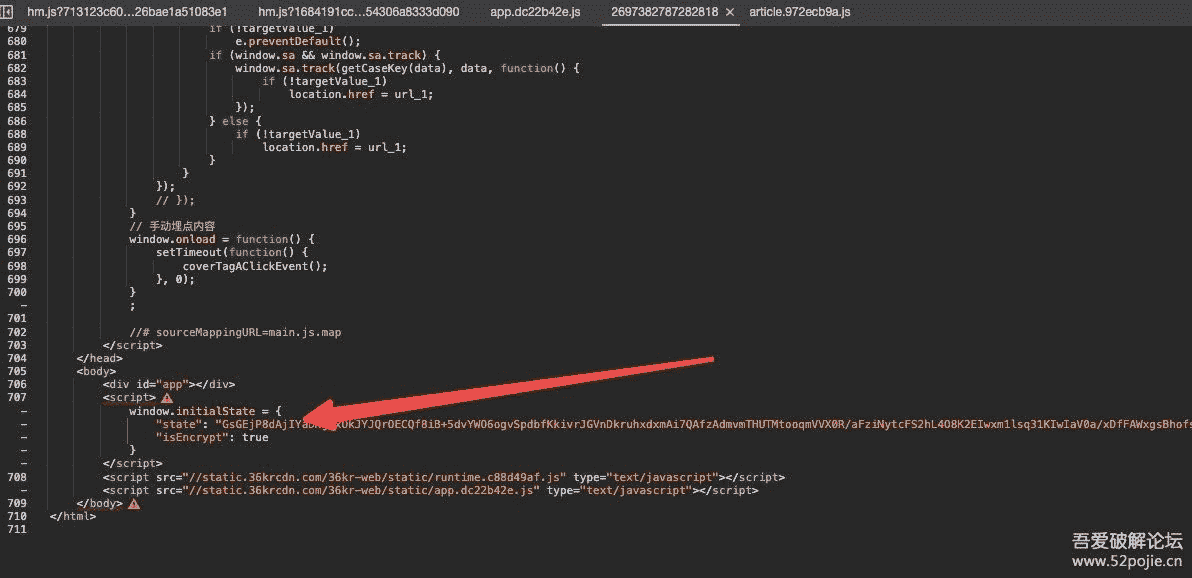 hm.js?713123c60...26bae1a51083e1 hm.js?1684191cc...54306a8333d090 app.dc22b42e.js 2697382787282818 × article.972ecb9a.js
679 if (!targetValue_1)
680 e.preventDefault();
681 if (window.sa && window.sa.track) {
682 window.sa.track(getCaseKey(data), data, function() {
683 if (!targetValue_1)
684 location.href = url_1;
685 });
686 } else {
688 if (!targetValue_1)
689 location.href = url_1;
690 }
691 }
692 });
693 // });
694 }
695 // 手动埋点内容
696 window.onload = function() {
697 setTimeout(function() {
698 coverTagAClickEvent();
699 }, 0);
700 }
- ;
701
702 //# sourceMappingURL=main.js.map
703 </script>
704 </head>
705 <body>
706 <div id="app"></div>
707 <script>
- window.initialState = {
- "state":
- "isEncrypt": true
- }
- </script>
708 <script src="//static.36krcdn.com/36kr-web/static/runtime.c88d49af.js" type="text/javascript"></script>
- <script src="//static.36krcdn.com/36kr-web/static/app.dc22b42e.js" type="text/javascript"></script>
709 </body>
710 </html>
711
吾爱破解论坛
www.52pojie.cn